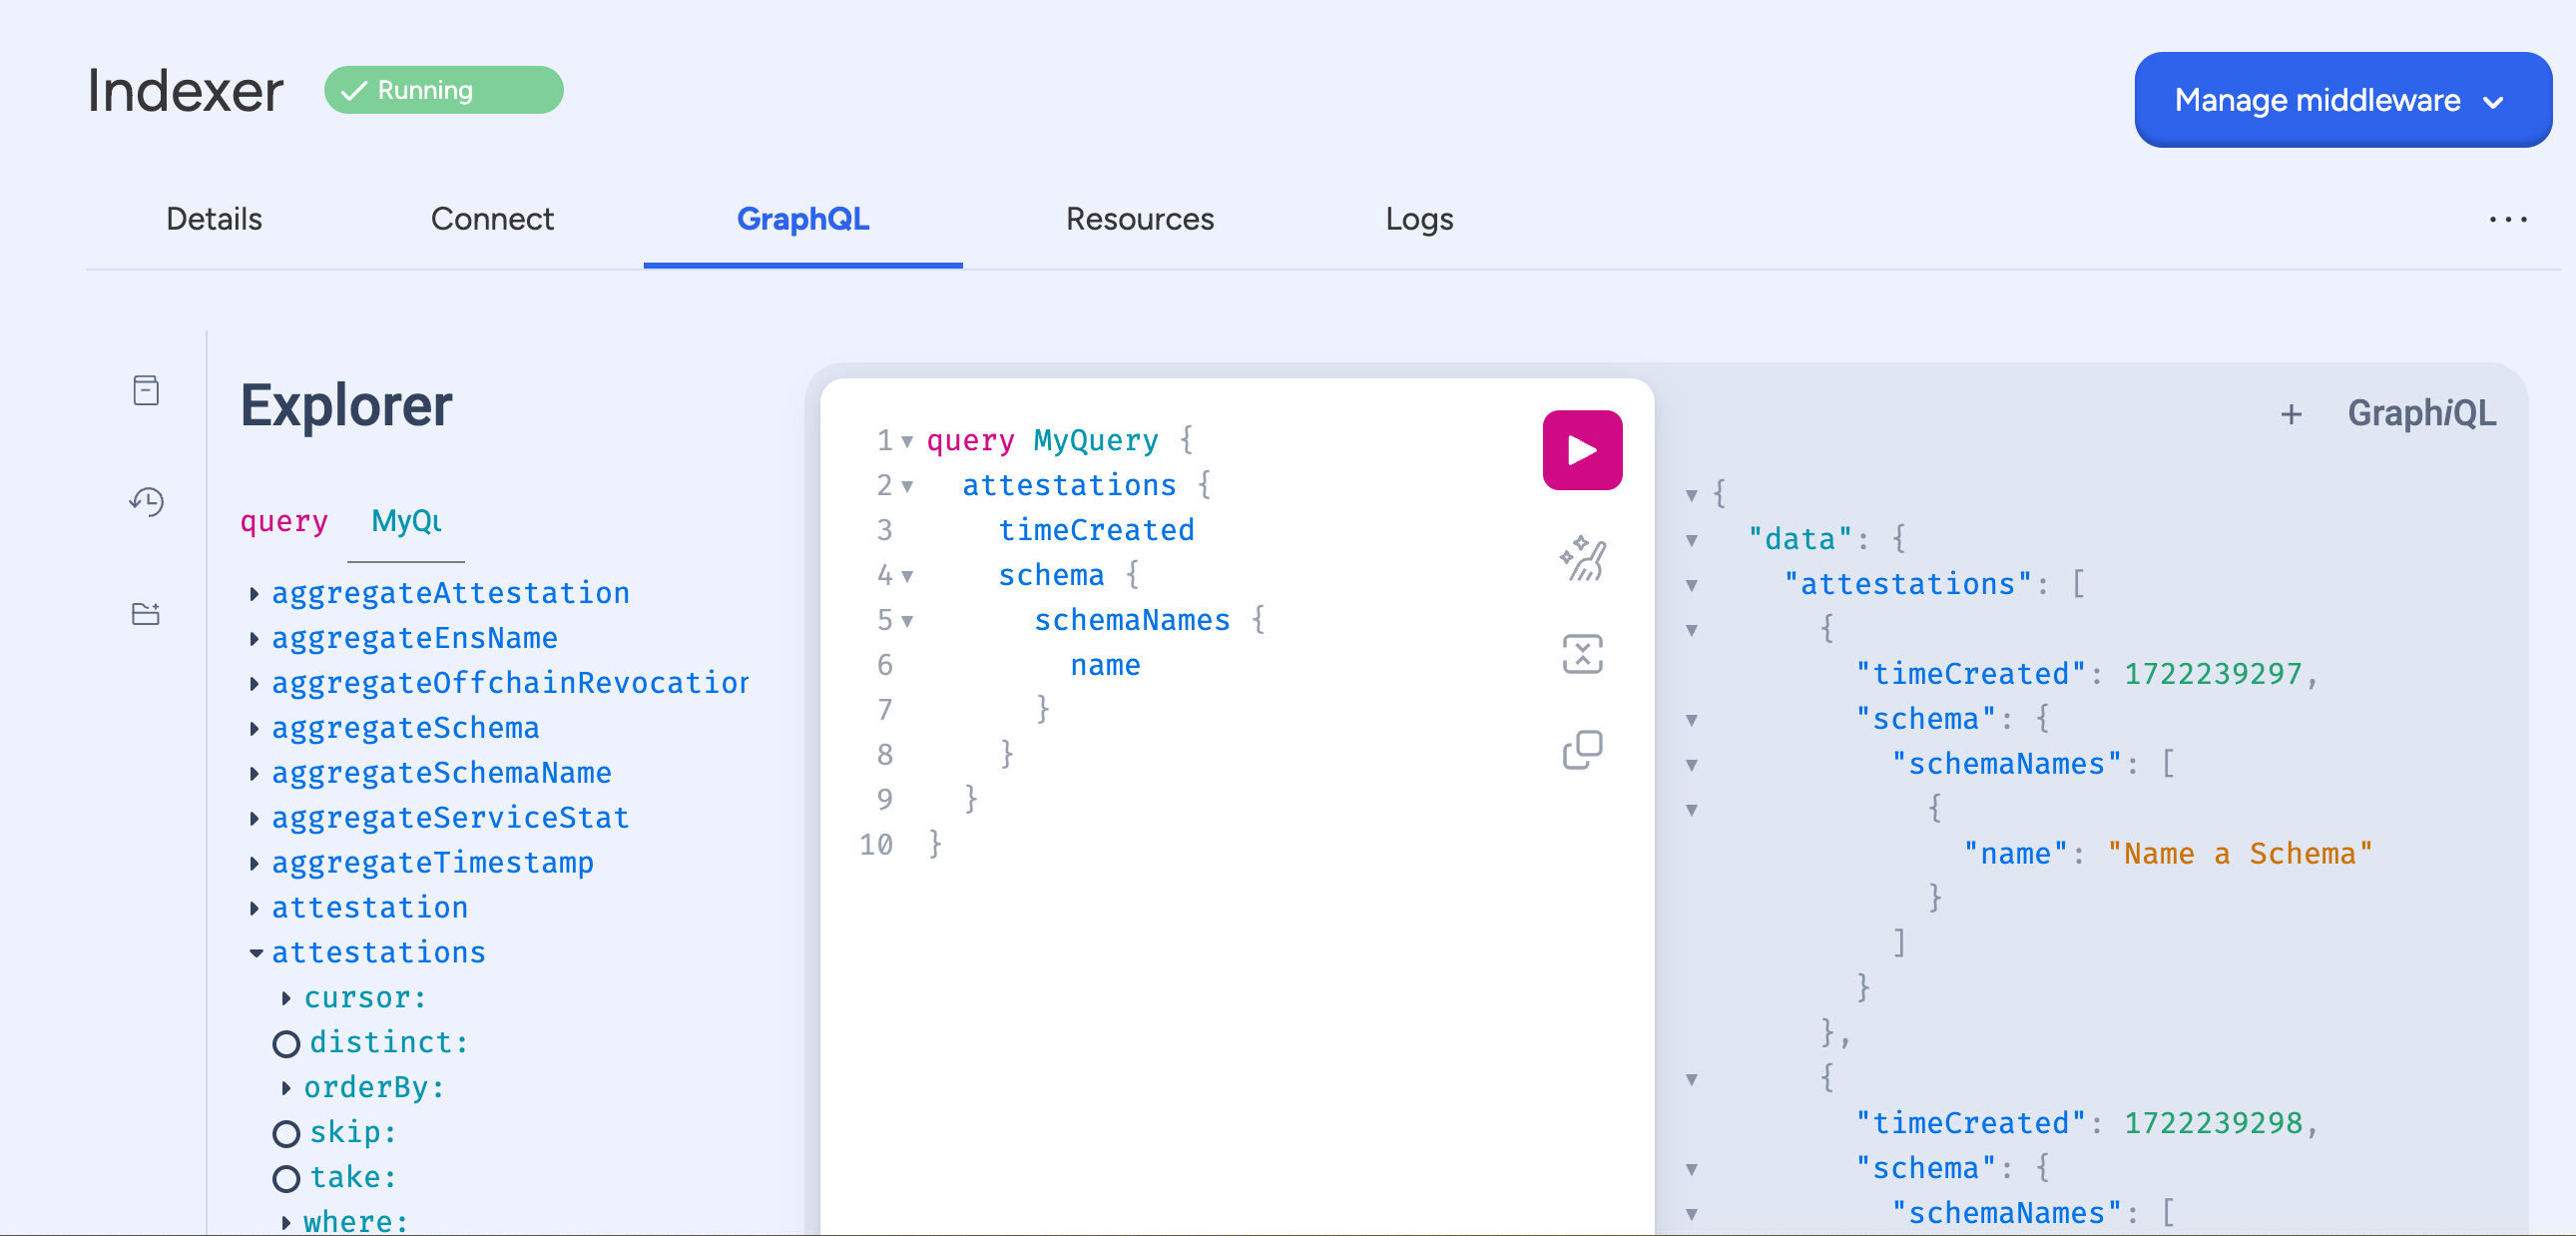 Indexer
Running
Manage middleware
Details
Connect
GraphQL
Resources
Logs
Explorer
query MyQu
aggregateAttestation
aggregateEnsName
aggregateOffchainRevocation
aggregateSchema
aggregateSchemaName
aggregateServiceStat
aggregateTimestamp
attestation
attestations
cursor:
distinct:
orderBy:
skip:
take:
where:
1 query MyQuery {
2 attestations {
3 timeCreated
4 schema {
5 schemaNames {
6 name
7 }
8 }
9 }
10 }
+ GraphiQL
{
"data": {
"attestations": [
{
"timeCreated": 1722239297,
"schema": {
"schemaNames": [
{
"name": "Name a Schema"
}
]
}
},
{
"timeCreated": 1722239298,
"schema": {
"schemaNames": [